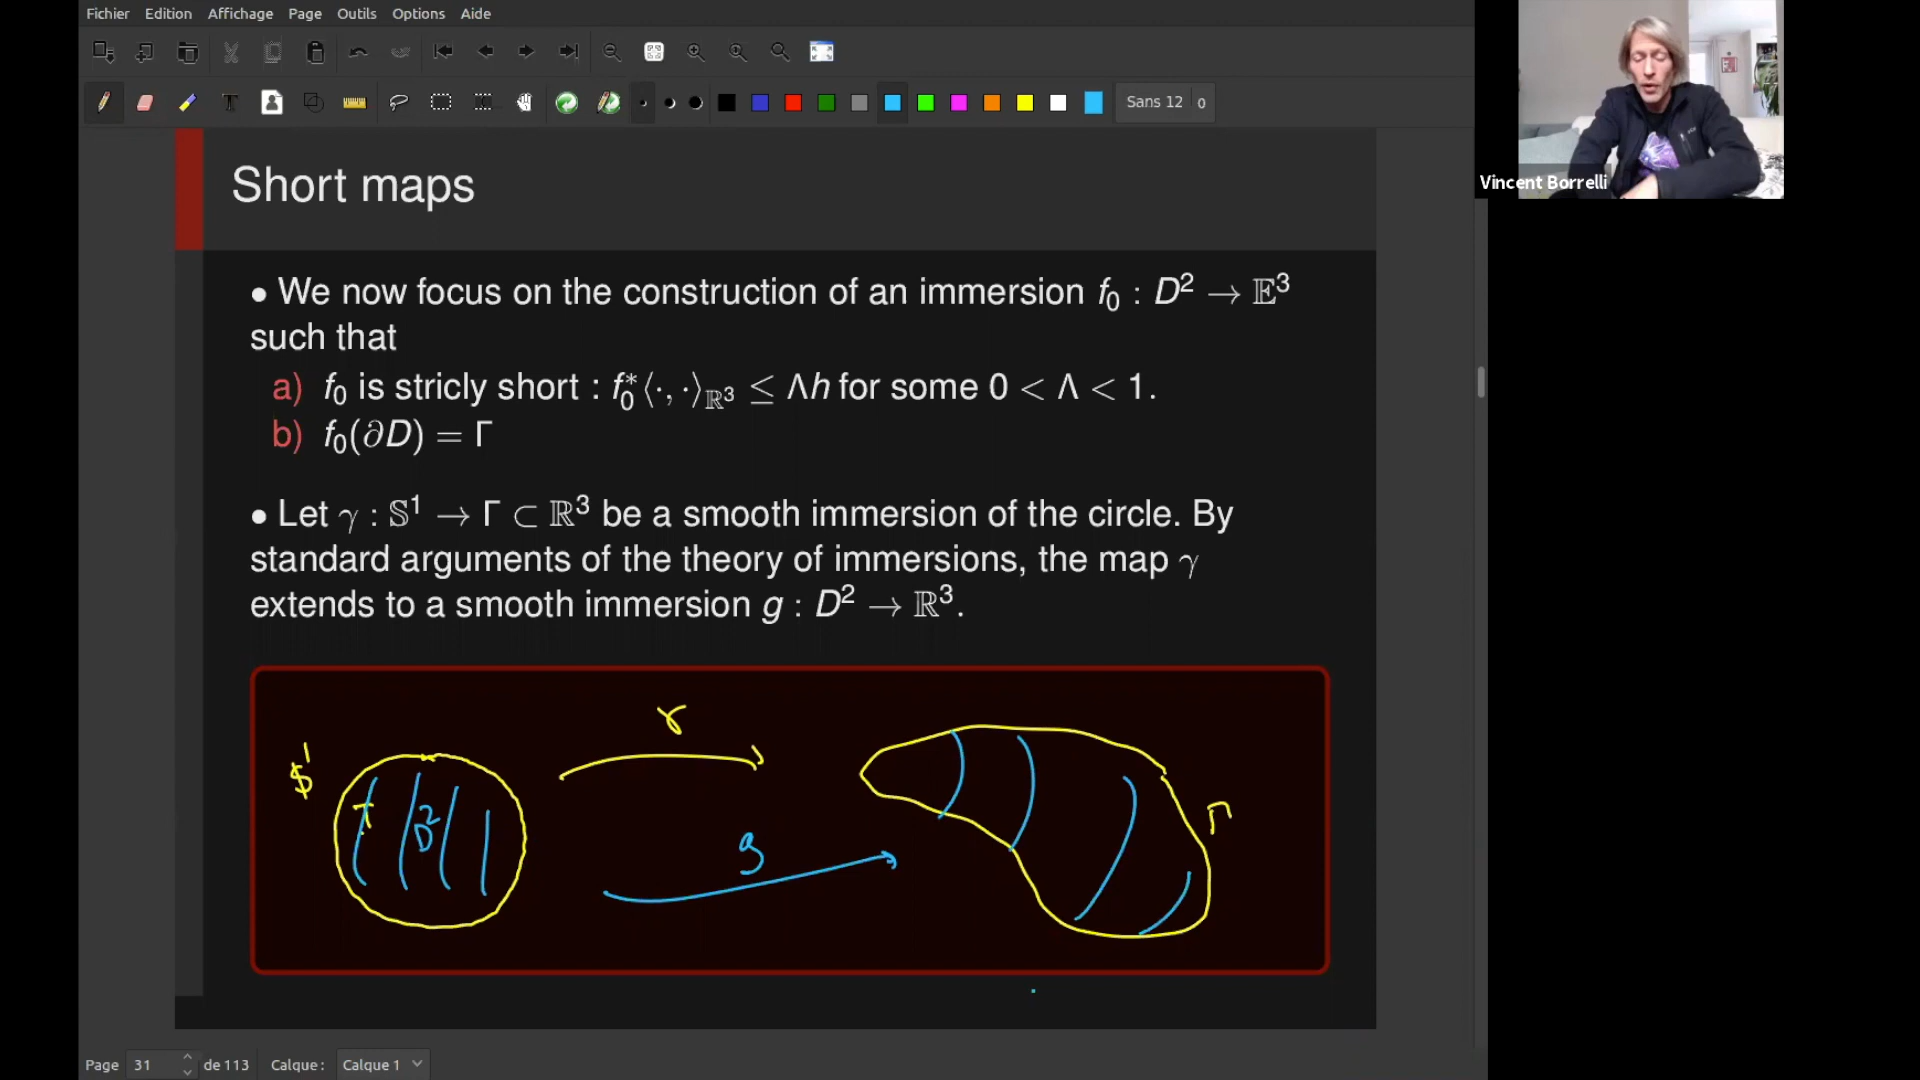 Fichier Edition Affichage Page Outils Options Aide
Sans 12 0
Vincent Borrelli
Short maps
• We now focus on the construction of an immersion f₀ : D² → 𝔼³
such that
a) f₀ is stricly short : f₀*⟨·, ·⟩_ℝ³ ≤ Λh for some 0 < Λ < 1.
b) f₀(∂D) = Γ
• Let γ : 𝕊¹ → Γ ⊂ ℝ³ be a smooth immersion of the circle. By
standard arguments of the theory of immersions, the map γ
extends to a smooth immersion g : D² → ℝ³.
γ
𝕊¹
D²
g
Γ
Page 31 de 113 Calque : Calque 1